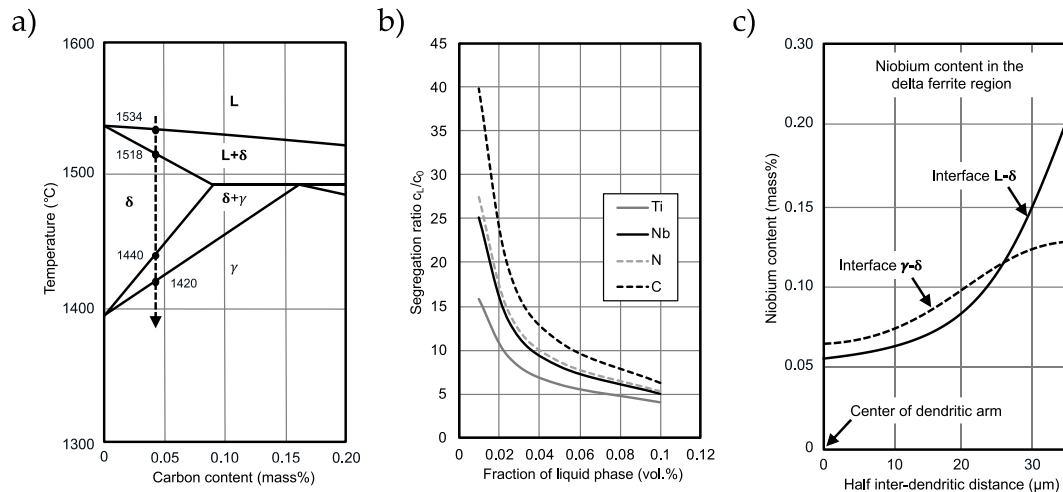 a)
1600
1500
1400
1300
Temperature (°C)
1534
1518
1440
1420
L
L+δ
δ
δ+γ
γ
0
0.05
0.10
0.15
0.20
Carbon content (mass%)
b)
45
40
35
30
25
20
15
10
5
0
Segregation ratio cL/c0
Ti
Nb
N
C
0
0.02
0.04
0.06
0.08
0.1
0.12
Fraction of liquid phase (vol.%)
c)
0.30
0.20
0.15
0.10
0.05
0
Niobium content (mass%)
Niobium content in the
delta ferrite region
Interface L-δ
Interface γ-δ
Center of dendritic arm
0
10
20
30
Half inter-dendritic distance (μm)